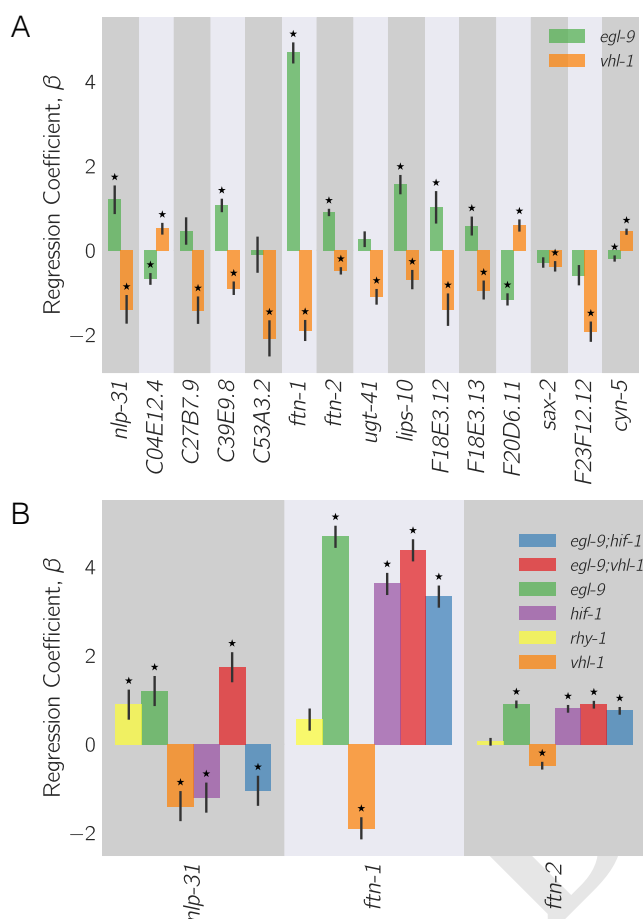 A
Regression Coefficient, β
4
2
0
−2
egl-9
vhl-1
nlp-31
C04E12.4
C27B7.9
C39E9.8
C53A3.2
ftn-1
ftn-2
ugt-41
lips-10
F18E3.12
F18E3.13
F20D6.11
sax-2
F23F12.12
cyn-5
B
Regression Coefficient, β
4
2
0
−2
egl-9;hif-1
egl-9;vhl-1
egl-9
hif-1
rhy-1
vhl-1
nlp-31
ftn-1
ftn-2